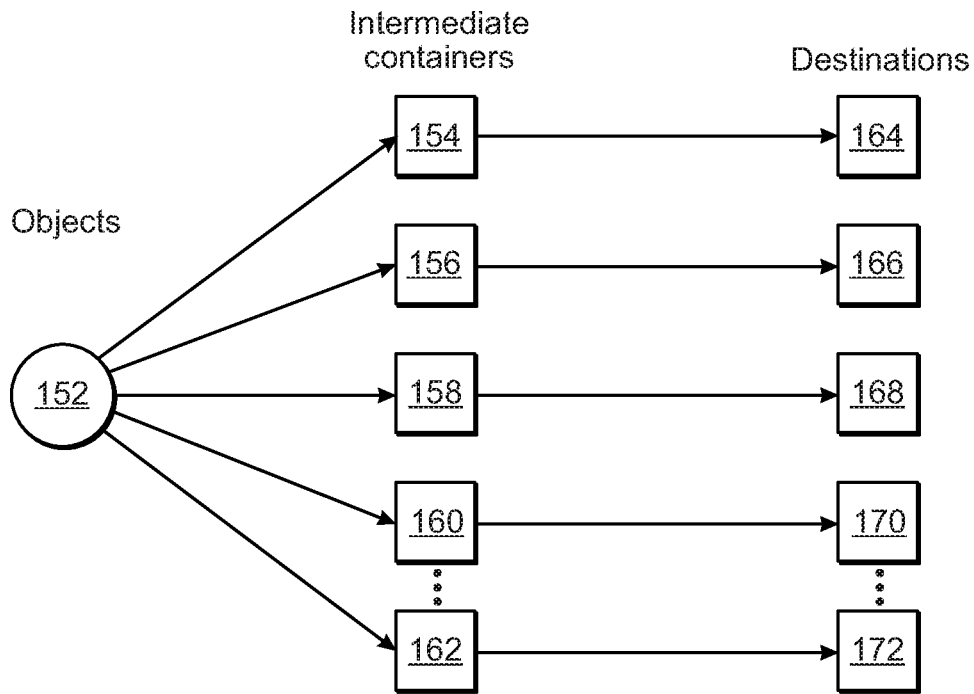 Intermediate
containers
Destinations
154
164
Objects
156
166
152
158
168
160
170
162
172